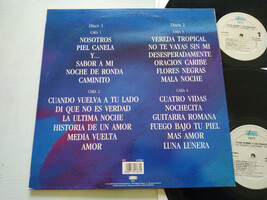 Disco 1
CARA 1
NOSOTROS
PIEL CANELA
Y...
SABOR A MI
NOCHE DE RONDA
CAMINITO
CARA 2
CUANDO VUELVA A TU LADO
DI QUE NO ES VERDAD
LA ULTIMA NOCHE
HISTORIA DE UN AMOR
MEDIA VUELTA
AMOR
Disco 2
CARA 3
VEREDA TROPICAL
NO TE VAYAS SIN MI
DESESPERADAMENTE
ORACION CARIBE
FLORES NEGRAS
MALA NOCHE
CARA 4
CUATRO VIDAS
NOCHECITA
GUITARRA ROMANA
FUEGO BAJO TU PIEL
MAS AMOR
LUNA LUNERA
1